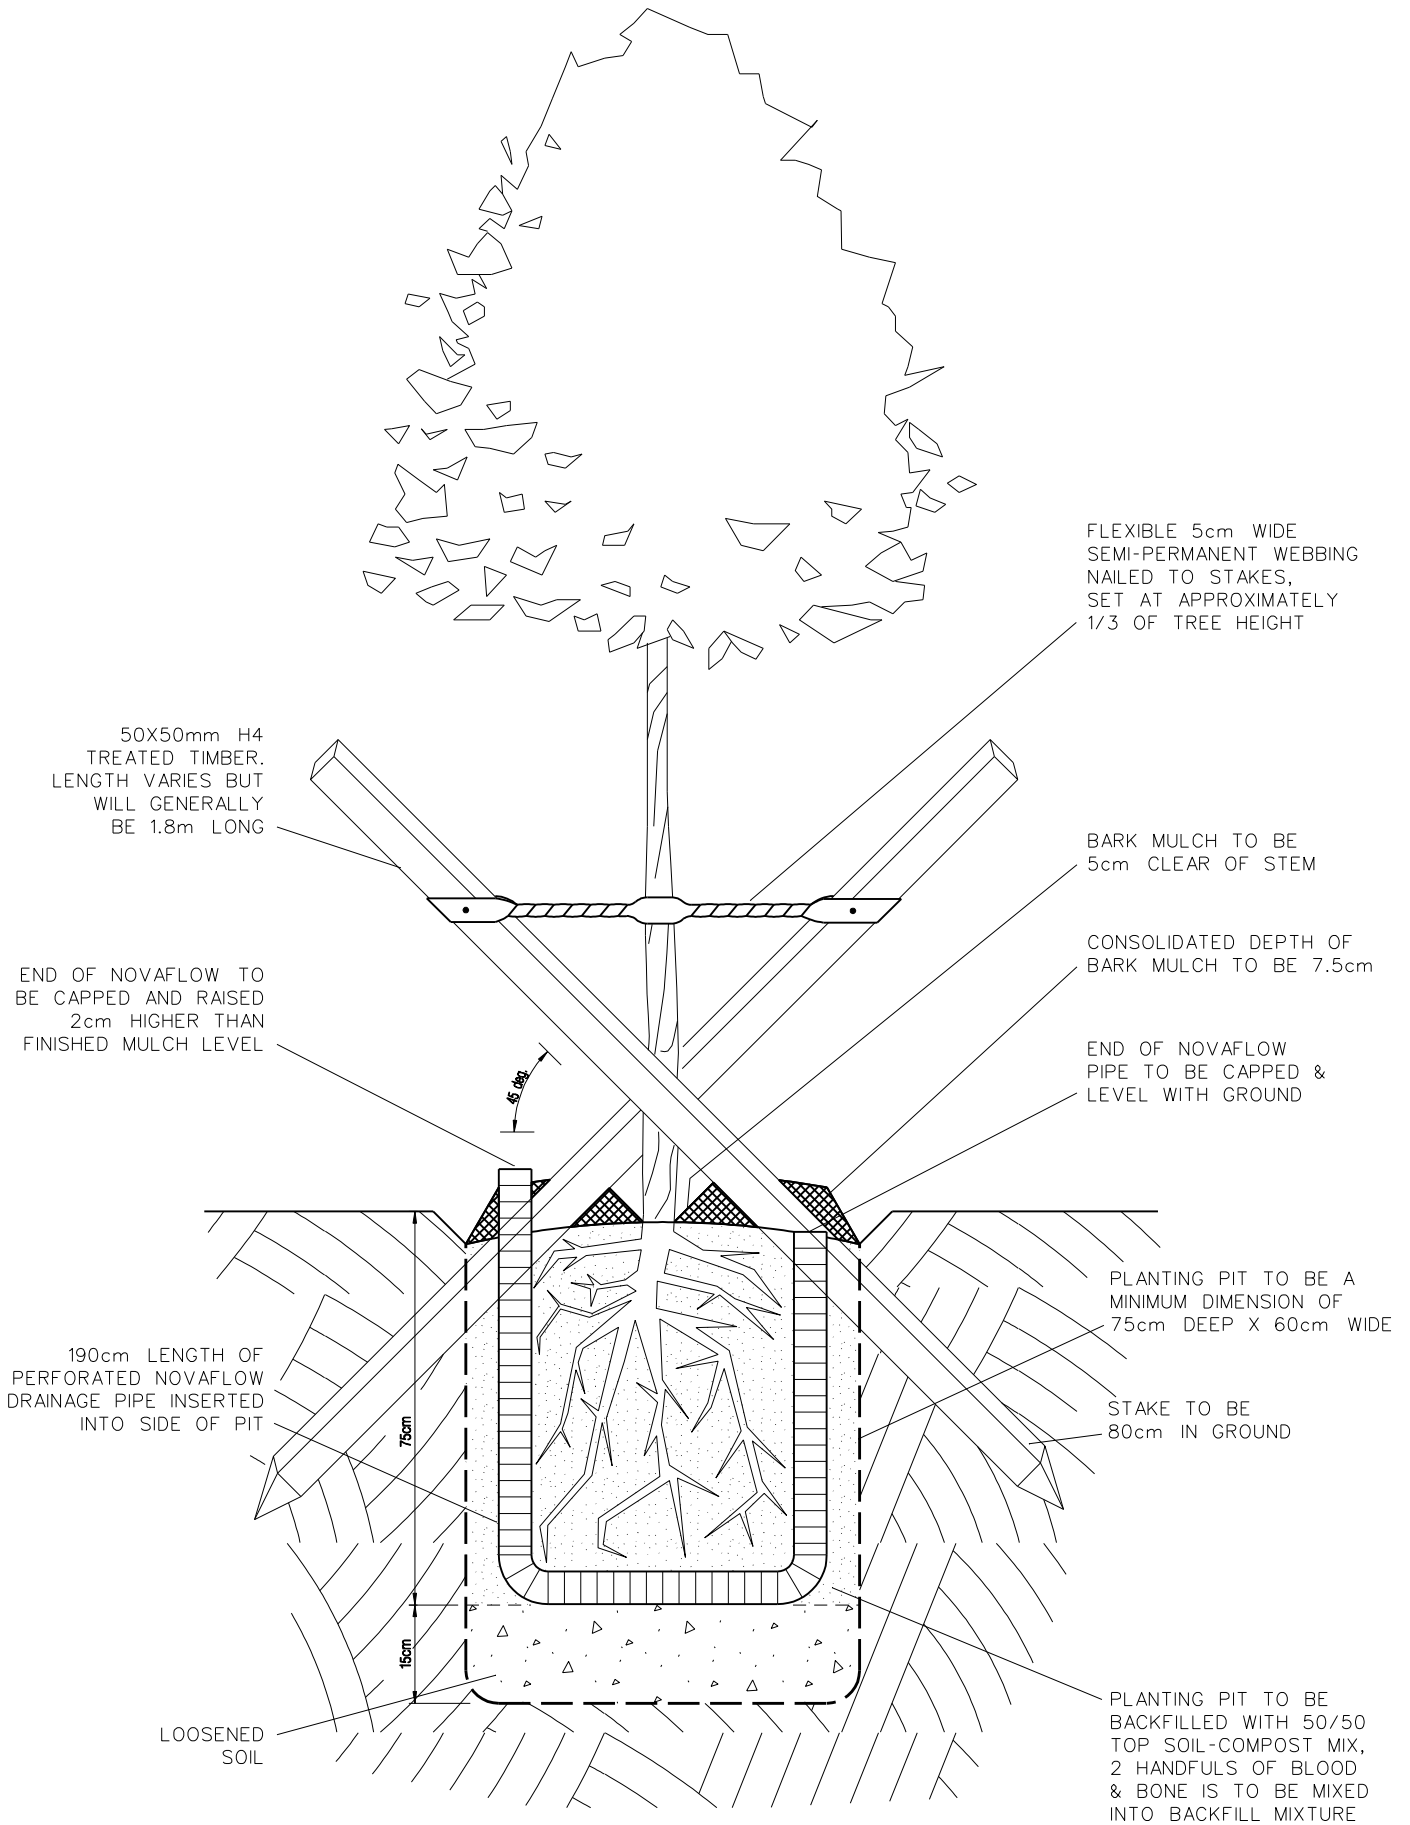 FLEXIBLE 5cm WIDE
SEMI-PERMANENT WEBBING
NAILED TO STAKES,
SET AT APPROXIMATELY
1/3 OF TREE HEIGHT
50X50mm H4
TREATED TIMBER.
LENGTH VARIES BUT
WILL GENERALLY
BE 1.8m LONG
BARK MULCH TO BE
5cm CLEAR OF STEM
CONSOLIDATED DEPTH OF
BARK MULCH TO BE 7.5cm
END OF NOVAFLOW TO
BE CAPPED AND RAISED
2cm HIGHER THAN
FINISHED MULCH LEVEL
END OF NOVAFLOW
PIPE TO BE CAPPED &
LEVEL WITH GROUND
45 deg.
PLANTING PIT TO BE A
MINIMUM DIMENSION OF
75cm DEEP X 60cm WIDE
190cm LENGTH OF
PERFORATED NOVAFLOW
DRAINAGE PIPE INSERTED
INTO SIDE OF PIT
75cm
STAKE TO BE
80cm IN GROUND
15cm
LOOSENED
SOIL
PLANTING PIT TO BE
BACKFILLED WITH 50/50
TOP SOIL-COMPOST MIX,
2 HANDFULS OF BLOOD
& BONE IS TO BE MIXED
INTO BACKFILL MIXTURE